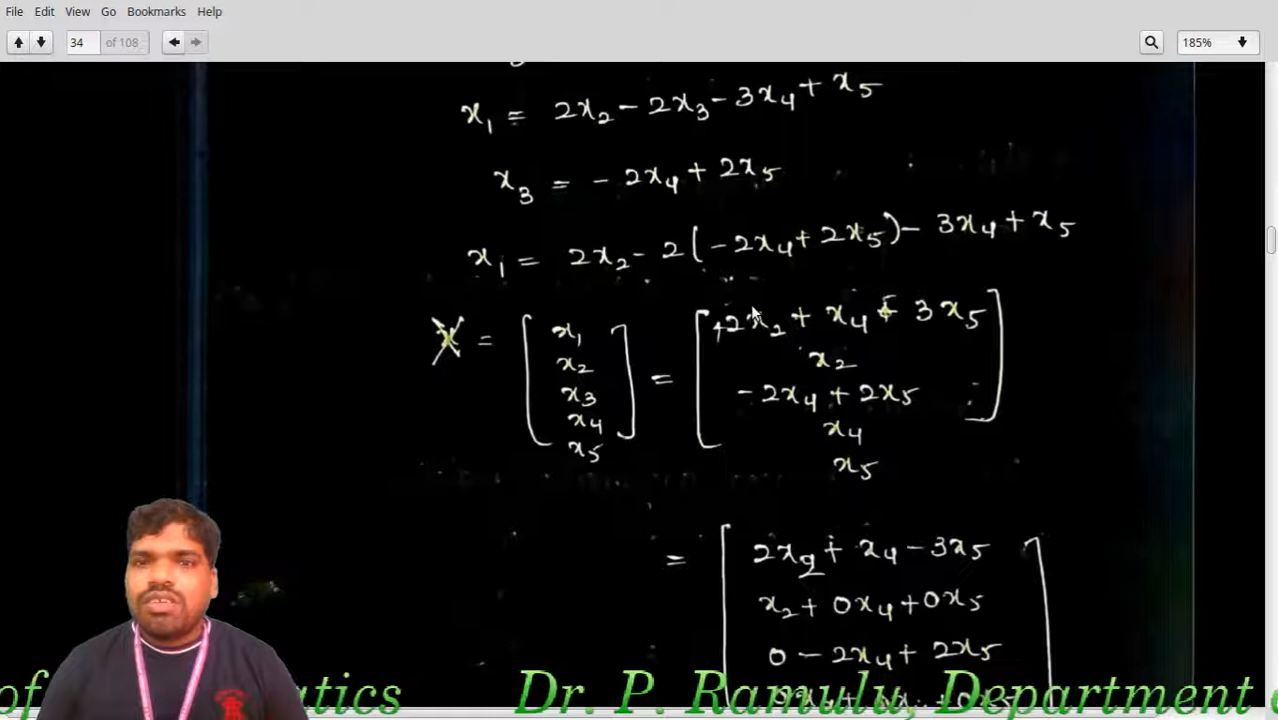 File Edit View Go Bookmarks Help
34 of 108 185%
x₁ = 2x₂ - 2x₃ - 3x₄ + x₅
x₃ = - 2x₄ + 2x₅
x₁ = 2x₂ - 2(-2x₄ + 2x₅) - 3x₄ + x₅
X = [x₁ x₂ x₃ x₄ x₅] = [+2x₂ + x₄ - 3x₅
x₂
-2x₄ + 2x₅
x₄
x₅]
= [2x₂ + x₄ - 3x₅
x₂ + 0x₄ + 0x₅
0 - 2x₄ + 2x₅
Dr. P. Ramulu, Department